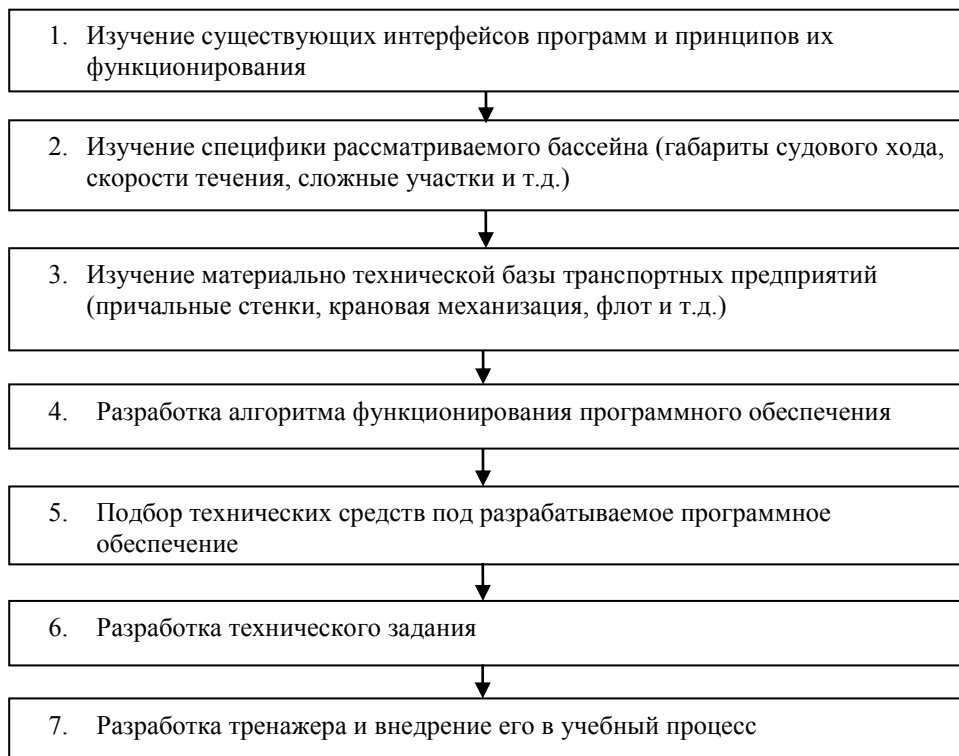 1. Изучение существующих интерфейсов программ и принципов их
функционирования
2. Изучение специфики рассматриваемого бассейна (габариты судового хода,
скорости течения, сложные участки и т.д.)
3. Изучение материально технической базы транспортных предприятий
(причальные стенки, крановая механизация, флот и т.д.)
4. Разработка алгоритма функционирования программного обеспечения
5. Подбор технических средств под разрабатываемое программное
обеспечение
6. Разработка технического задания
7. Разработка тренажера и внедрение его в учебный процесс